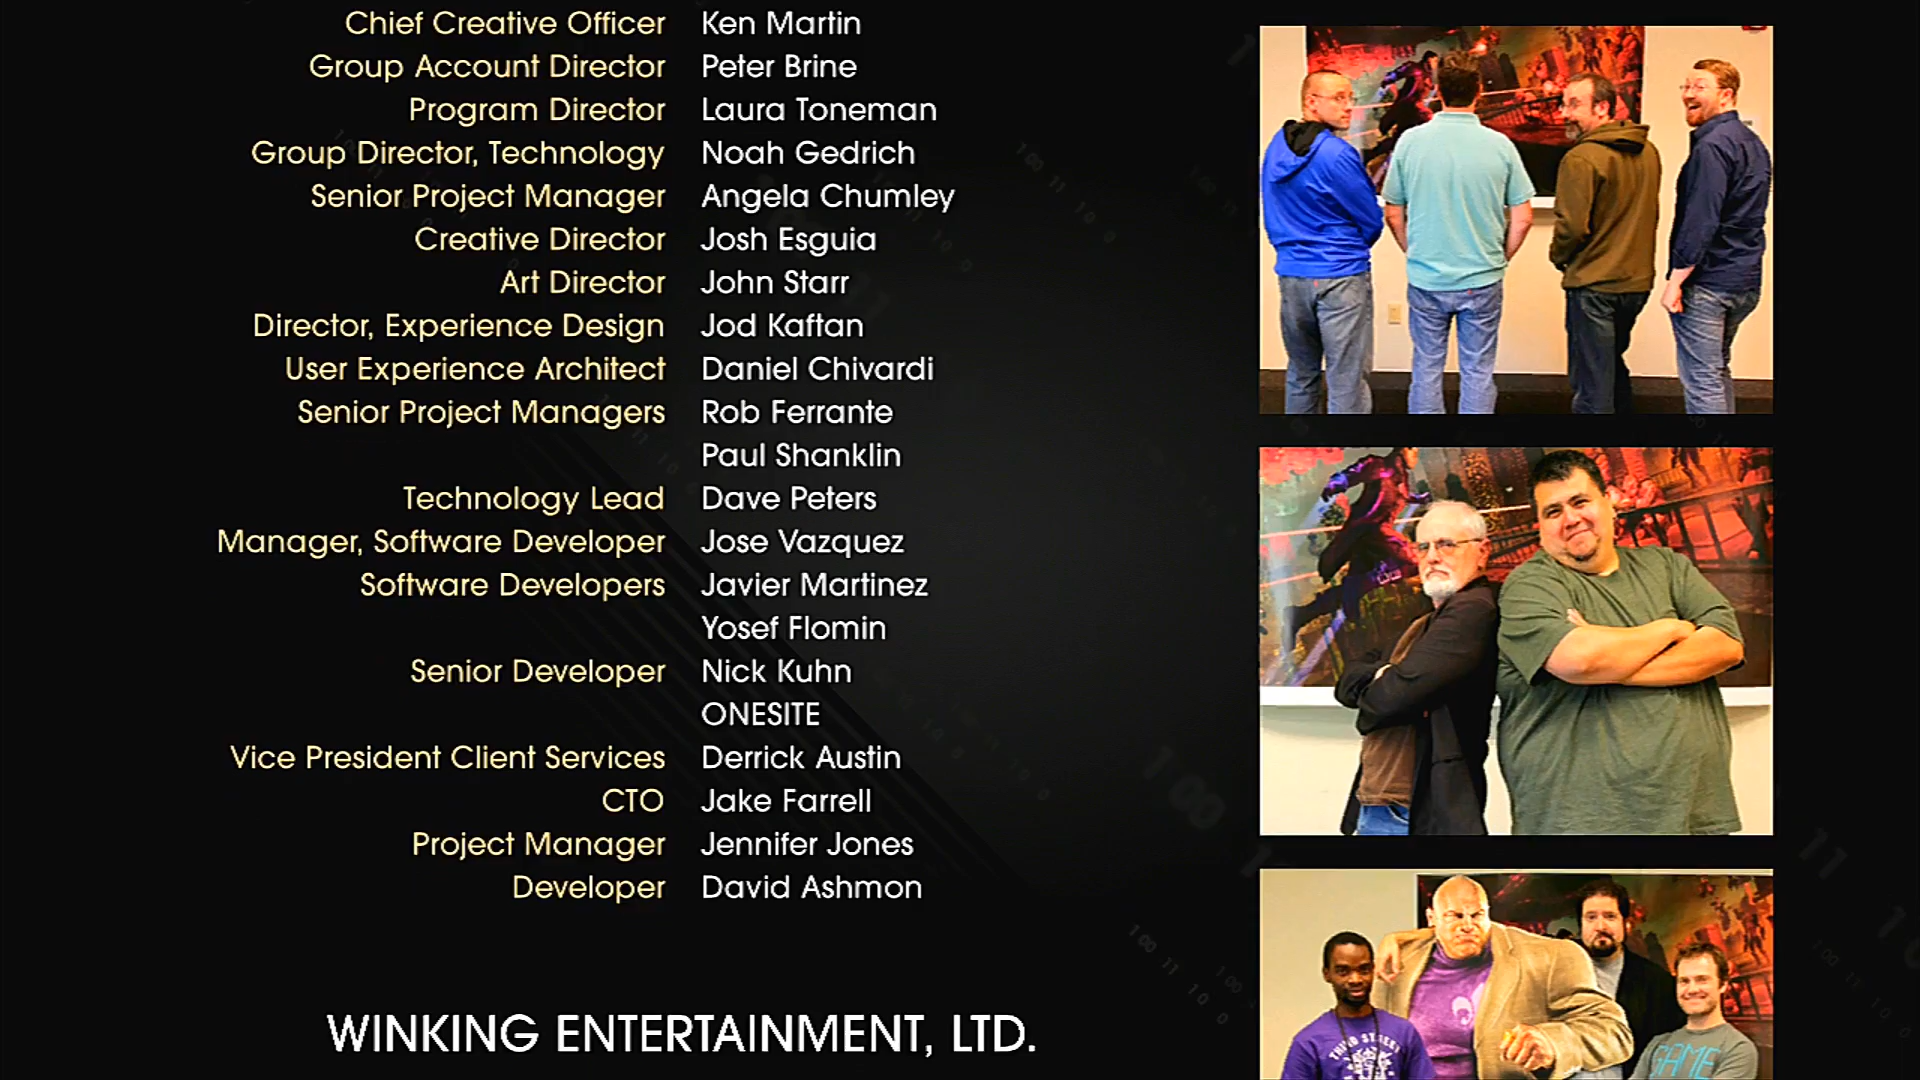 Chief Creative Officer Ken Martin
Group Account Director Peter Brine
Program Director Laura Toneman
Group Director, Technology Noah Gedrich
Senior Project Manager Angela Chumley
Creative Director Josh Esguia
Art Director John Starr
Director, Experience Design Jod Kaftan
User Experience Architect Daniel Chivardi
Senior Project Managers Rob Ferrante
Paul Shanklin
Technology Lead Dave Peters
Manager, Software Developer Jose Vazquez
Software Developers Javier Martinez
Yosef Flomin
Senior Developer Nick Kuhn
ONESITE
Vice President Client Services Derrick Austin
CTO Jake Farrell
Project Manager Jennifer Jones
Developer David Ashmon
WINKING ENTERTAINMENT, LTD.
THIRD STREET
GAME